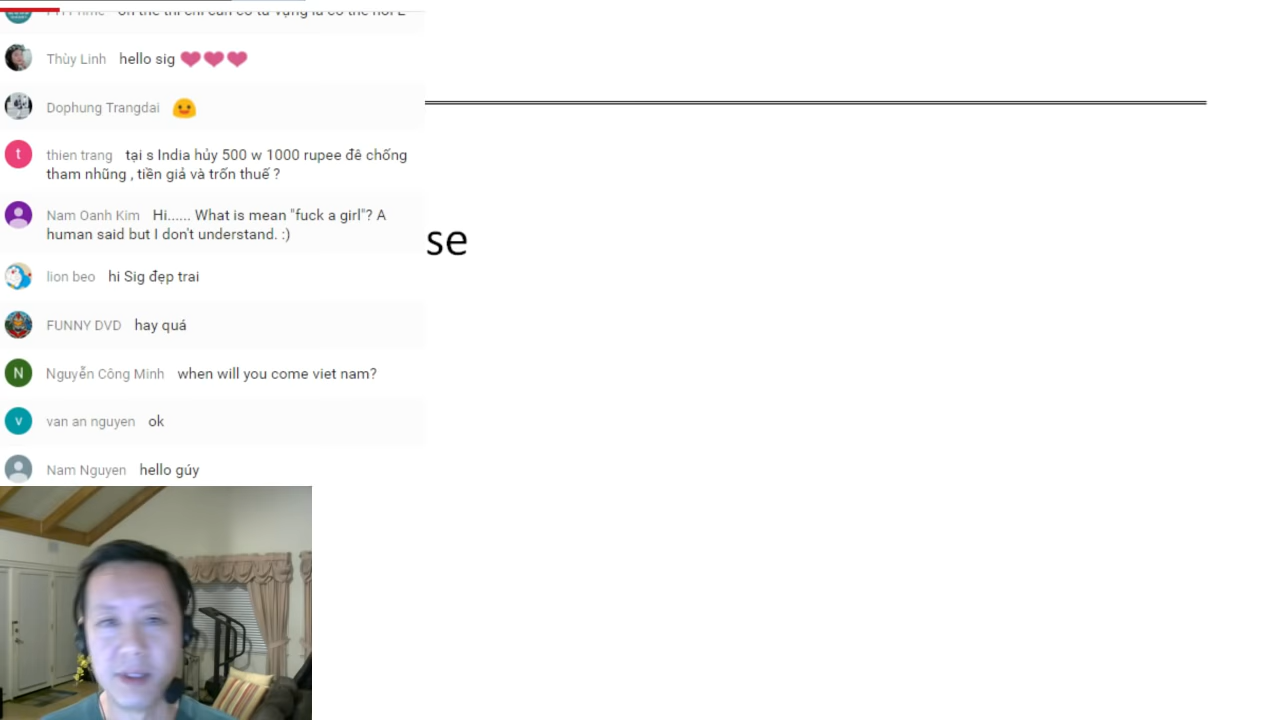 Thùy Linh hello sig
Dophung Trangdai
t thien trang tại s India hủy 500 w 1000 rupee đê chống
tham nhũng , tiền giả và trốn thuế ?
Nam Oanh Kim Hi...... What is mean "fuck a girl"? A
human said but I don't understand. :)
se
lion beo hi Sig đẹp trai
FUNNY DVD hay quá
N Nguyễn Công Minh when will you come viet nam?
v van an nguyen ok
Nam Nguyen hello gúy